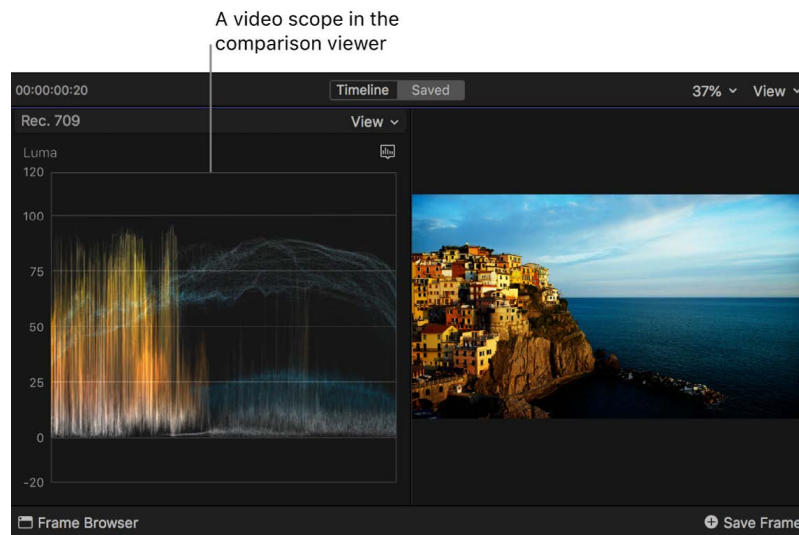 A video scope in the
comparison viewer
00:00:00:20
Timeline Saved
37% View
Rec. 709 View
Luma
120
100
75
50
25
0
-20
Frame Browser
Save Frame